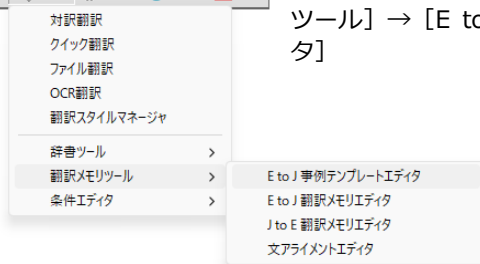 ツール］→［E to
タ］
対訳翻訳
クイック翻訳
ファイル翻訳
OCR翻訳
翻訳スタイルマネージャ
辞書ツール
翻訳メモリツール
条件エディタ
E to J 事例テンプレートエディタ
E to J 翻訳メモリエディタ
J to E 翻訳メモリエディタ
文アライメントエディタ